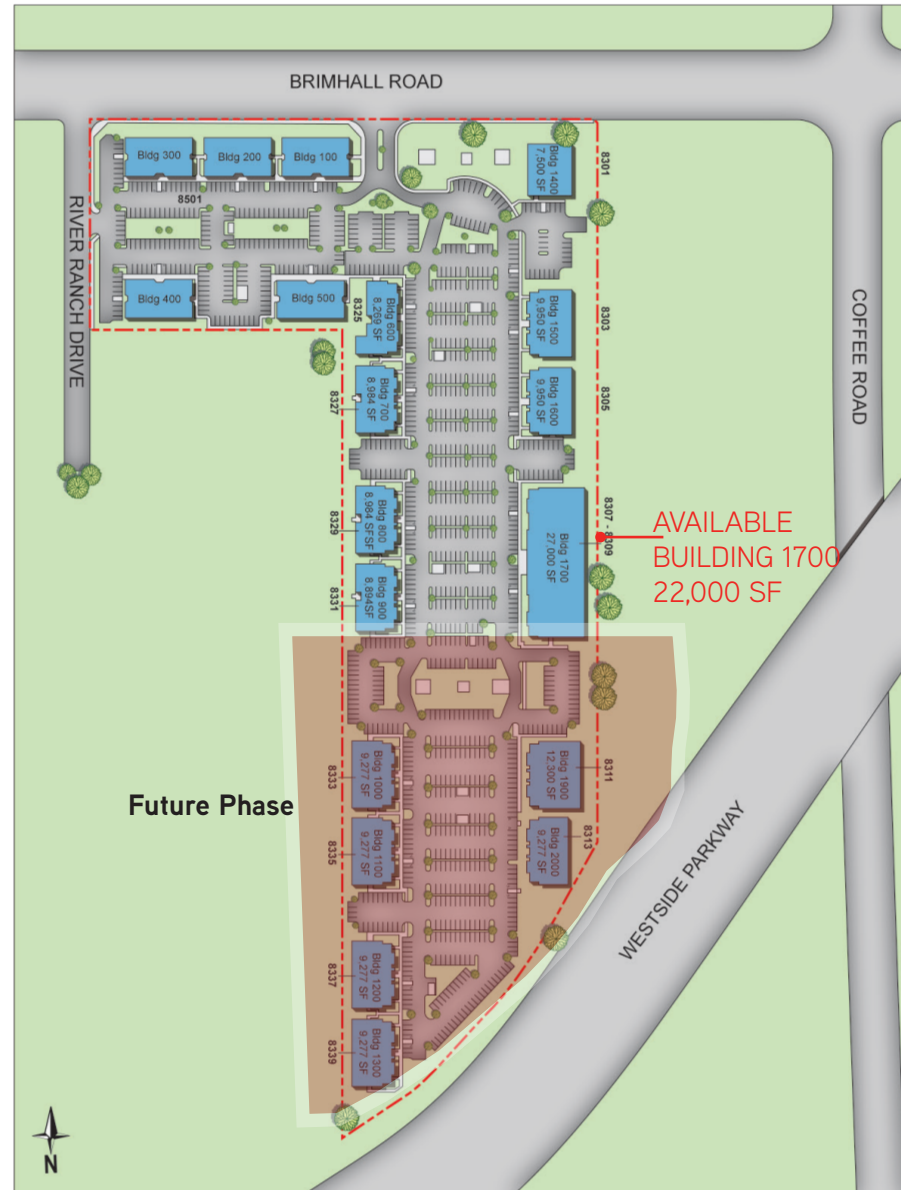 BRIMHALL ROAD
RIVER RANCH DRIVE
COFFEE ROAD
WESTSIDE PARKWAY
Bldg 300
Bldg 200
Bldg 100
8501
Bldg 400
Bldg 500
Bldg 1400
7,500 SF
8301
Bldg 600
8,269 SF
8325
Bldg 1500
9,950 SF
8303
Bldg 700
8,984 SF
8327
Bldg 1600
9,950 SF
8305
Bldg 800
8,984 SFSF
8329
Bldg 1700
27,000 SF
8307 - 8309
AVAILABLE
BUILDING 1700
22,000 SF
Bldg 900
8,894SF
8331
Future Phase
Bldg 1000
9,277 SF
8333
Bldg 1900
12,300 SF
8311
Bldg 1100
9,277 SF
8335
Bldg 2000
9,277 SF
8313
Bldg 1200
9,277 SF
8337
Bldg 1300
9,277 SF
8339
N